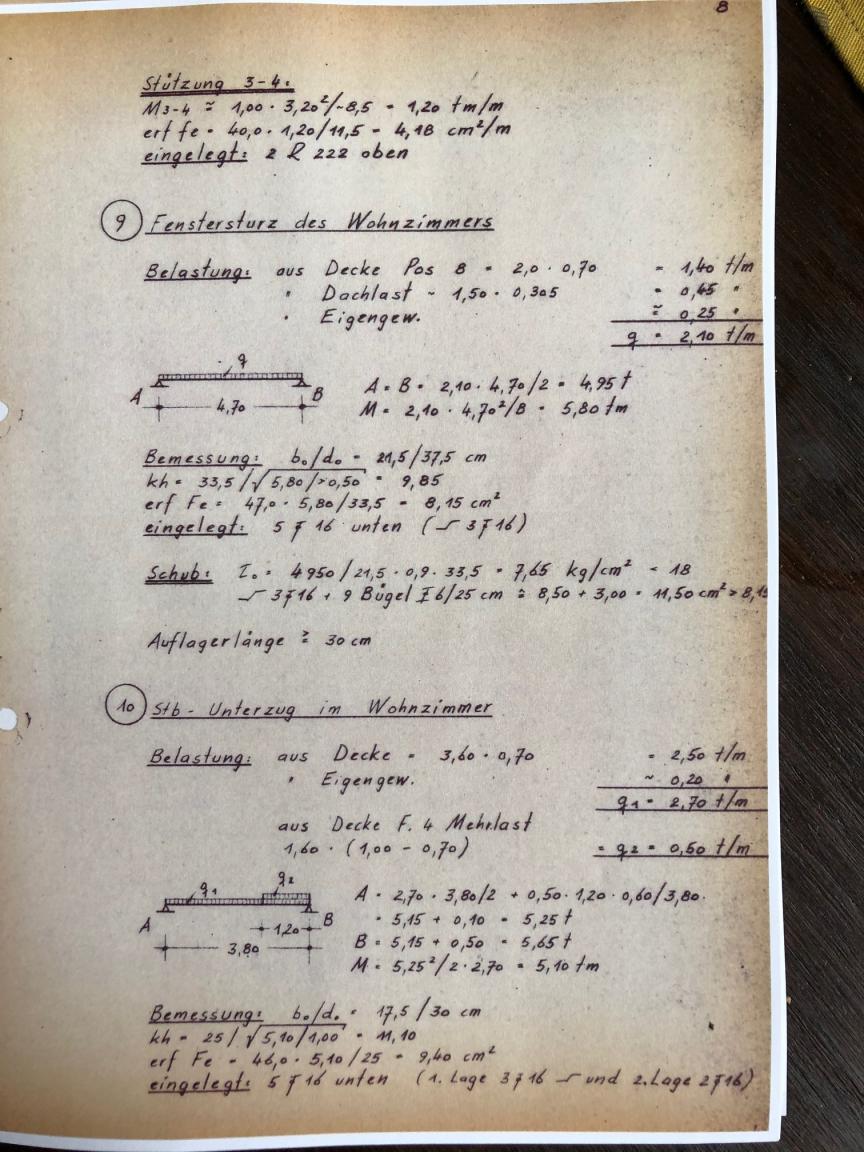 8
Stützung 3-4:
M3-4 ≅ 1,00 · 3,20²/~8,5 = 1,20 tm/m
erf fe = 40,0 · 1,20/11,5 = 4,18 cm²/m
eingelegt: 2 R 222 oben
9 Fenstersturz des Wohnzimmers
Belastung: aus Decke Pos 8 = 2,0 · 0,70 = 1,40 t/m
" Dachlast ~ 1,50 · 0,305 = 0,45 "
" Eigengew. ≅ 0,25 "
q = 2,10 t/m
q
A B
4,70
A = B = 2,10 · 4,70/2 = 4,95 t
M = 2,10 · 4,70²/8 = 5,80 tm
Bemessung: b₀/d₀ = 21,5/37,5 cm
kh = 33,5/√5,80/>0,50 = 9,85
erf Fe = 47,0 · 5,80/33,5 = 8,15 cm²
eingelegt: 5 16 unten ( 3 16)
Schub: τ₀ = 4950/21,5 · 0,9 · 33,5 = 7,65 kg/cm² < 18
3 16 + 9 Bügel I 6/25 cm ≅ 8,50 + 3,00 = 11,50 cm² > 8,15
Auflagerlänge ≥ 30 cm
10 Stb - Unterzug im Wohnzimmer
Belastung: aus Decke = 3,60 · 0,70 = 2,50 t/m
" Eigengew. ~ 0,20 "
q1 = 2,70 t/m
aus Decke F. 4 Mehrlast
1,60 · (1,00 - 0,70) = q2 = 0,50 t/m
q1 q2
A B
1,20
3,80
A = 2,70 · 3,80/2 + 0,50 · 1,20 · 0,60/3,80
= 5,15 + 0,10 = 5,25 t
B = 5,15 + 0,50 = 5,65 t
M = 5,25²/2 · 2,70 = 5,10 tm
Bemessung: b₀/d₀ = 17,5/30 cm
kh = 25/√5,10/1,00 = 11,10
erf Fe = 46,0 · 5,10/25 = 9,40 cm²
eingelegt: 5 16 unten (1. Lage 3 16 und 2. Lage 2 16)